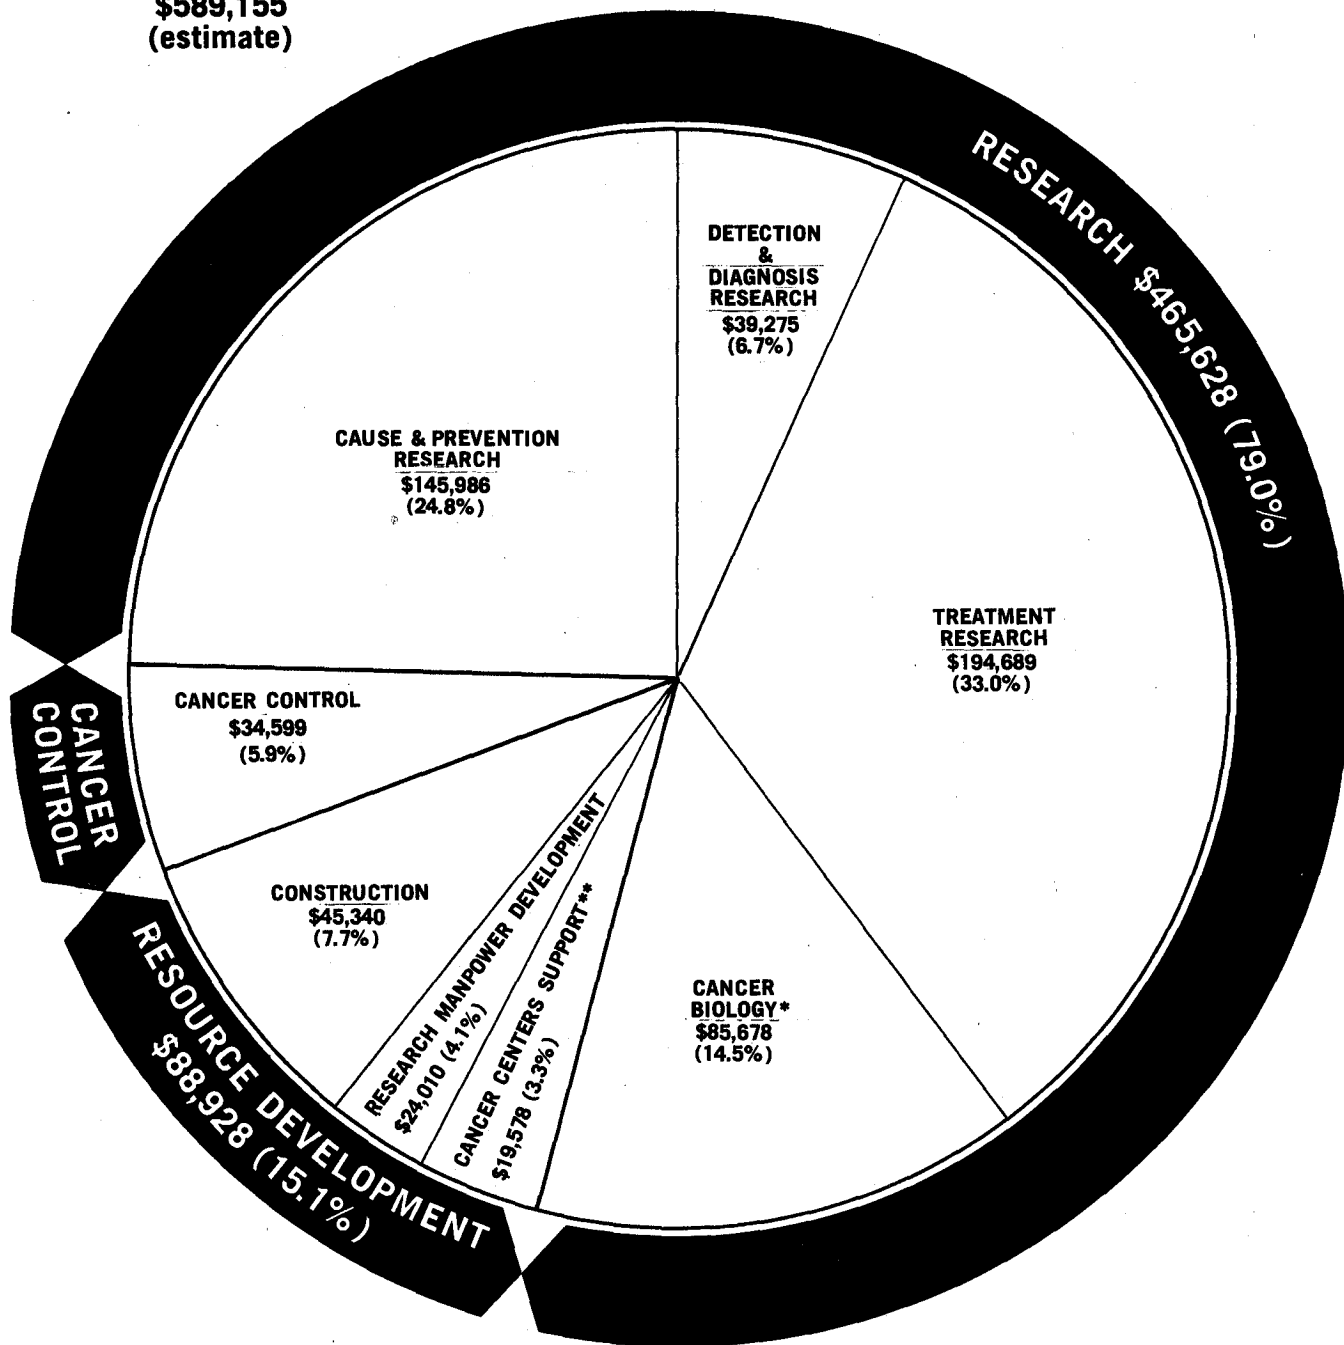 $589,155
(estimate)
RESEARCH $465,628 (79.0%)
DETECTION
&
DIAGNOSIS
RESEARCH
$39,275
(6.7%)
CAUSE & PREVENTION
RESEARCH
$145,986
(24.8%)
TREATMENT
RESEARCH
$194,689
(33.0%)
CANCER
CONTROL
CANCER CONTROL
$34,599
(5.9%)
CONSTRUCTION
$45,340
(7.7%)
RESEARCH MANPOWER DEVELOPMENT
$24,010 (4.1%)
CANCER CENTERS SUPPORT**
$19,578 (3.3%)
CANCER
BIOLOGY*
$85,678
(14.5%)
RESOURCE DEVELOPMENT
$88,928 (15.1%)